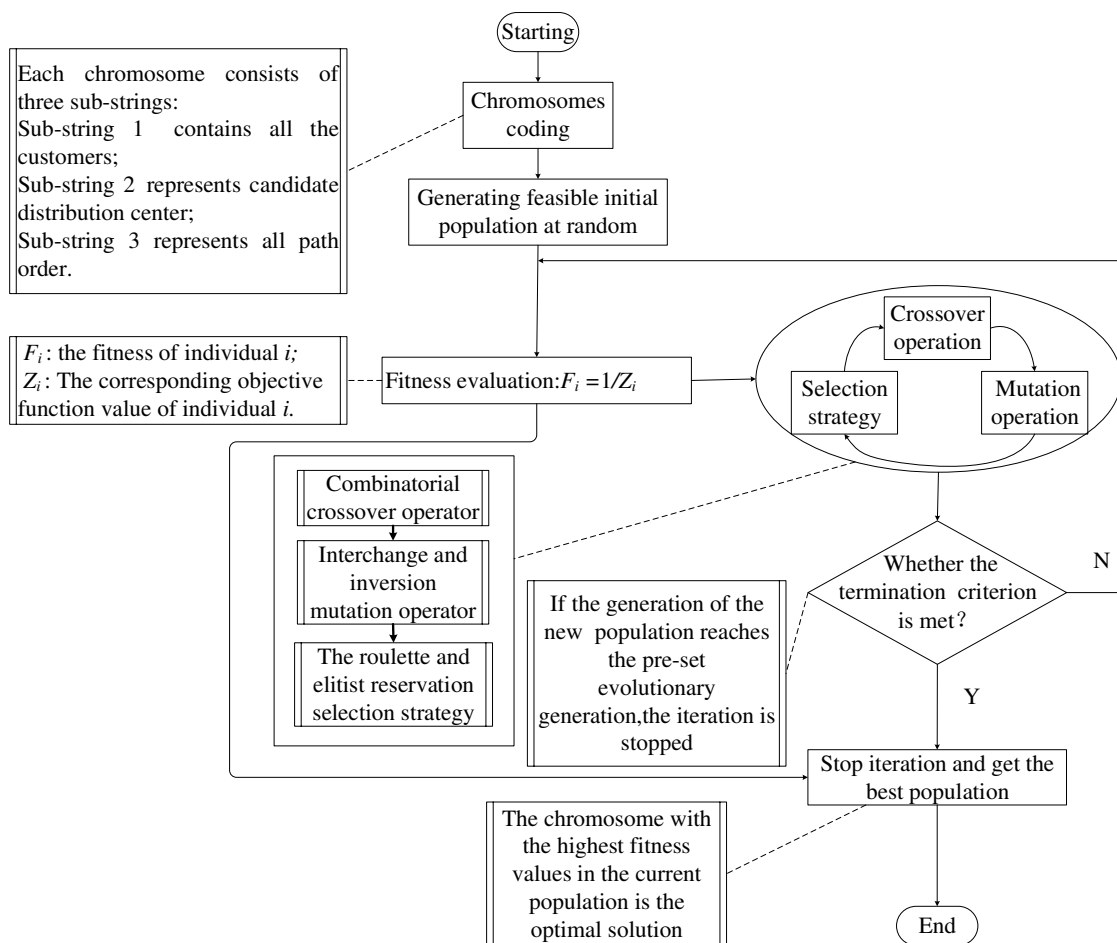 Starting
Each chromosome consists of
three sub-strings:
Sub-string 1 contains all the
customers;
Sub-string 2 represents candidate
distribution center;
Sub-string 3 represents all path
order.
Chromosomes
coding
Generating feasible initial
population at random
Crossover
operation
Selection
strategy
Mutation
operation
Fi : the fitness of individual i;
Zi : The corresponding objective
function value of individual i.
Fitness evaluation:Fi =1/Zi
Combinatorial
crossover operator
Interchange and
inversion
mutation operator
The roulette and
elitist reservation
selection strategy
Whether the
termination criterion
is met?
N
Y
If the generation of the
new population reaches
the pre-set
evolutionary
generation,the iteration is
stopped
Stop iteration and get the
best population
The chromosome with
the highest fitness
values in the current
population is the
optimal solution
End